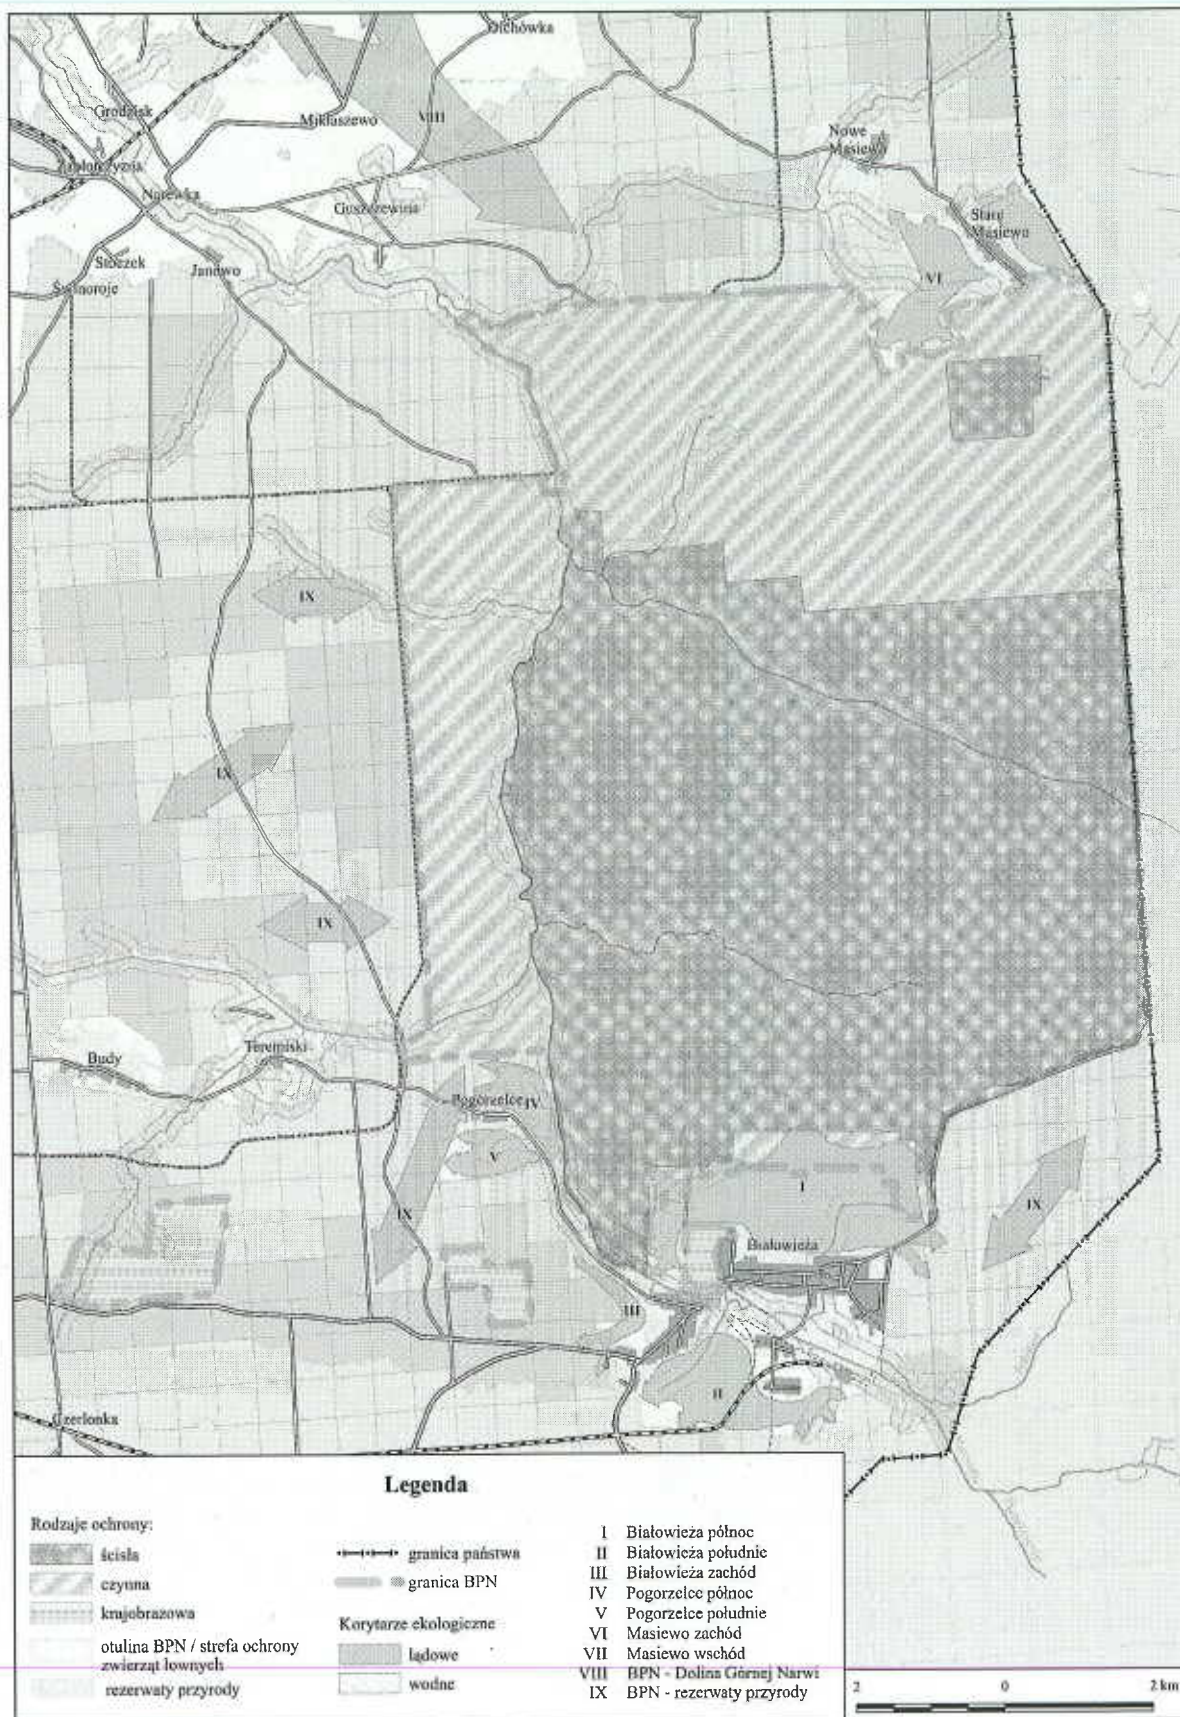 Olchówka
Grodzisk
Mikłaszewo
VIII
Nowe
Masiewo
Zabłotczyzna
Narewka
Guszczewina
Stare
Masiewo
Stoczek
Janowo
Świnoroje
VI
IX
IX
IX
Budy
Teremiski
Pogorzelce IV
V
I
IX
IX
Białowieża
III
II
Czerlonka
Legenda
Rodzaje ochrony:
ścisła
czynna
krajobrazowa
otulina BPN / strefa ochrony
zwierząt łownych
rezerwaty przyrody
granica państwa
granica BPN
Korytarze ekologiczne
lądowe
wodne
I Białowieża północ
II Białowieża południe
III Białowieża zachód
IV Pogorzelce północ
V Pogorzelce południe
VI Masiewo zachód
VII Masiewo wschód
VIII BPN - Dolina Górnej Narwi
IX BPN - rezerwaty przyrody
2 0 2 km